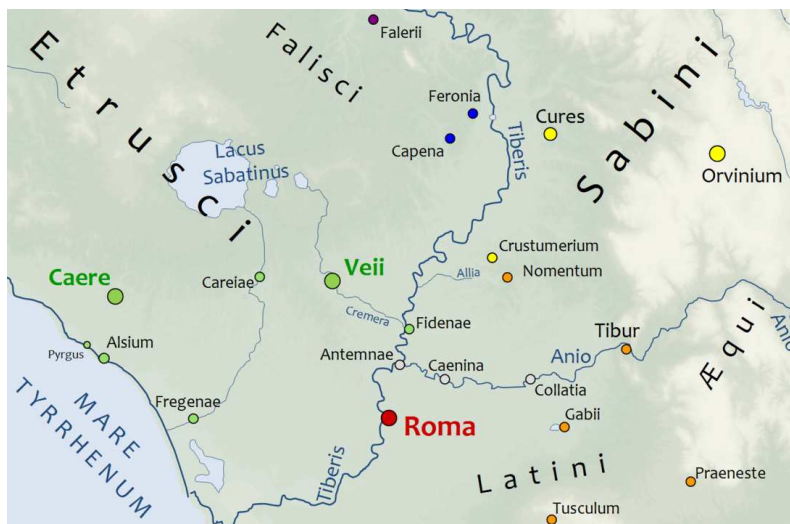 Etrusci
Falisci
Falerii
Feronia
Capena
Tiberis
Cures
Sabini
Orvinium
Lacus
Sabatinus
Crustumerium
Nomentum
Allia
Veii
Careiae
Caere
Cremera
Fidenae
Pyrgus
Alsium
Antemnae
Caenina
Anio
Tibur
Collatia
Æqui
Anio
Fregenae
Roma
Gabii
MARE
TYRRHENUM
Tiberis
Latini
Praeneste
Tusculum